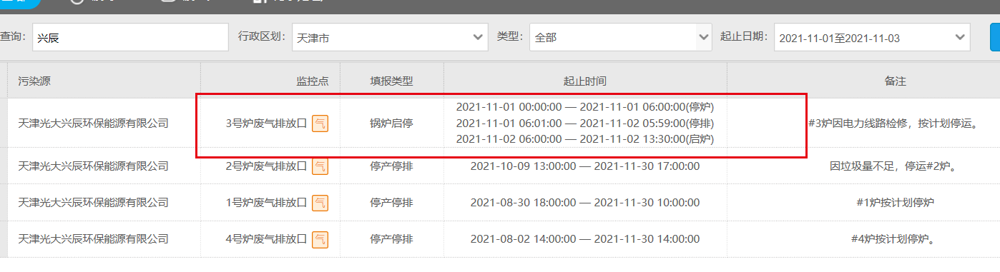 查询: 兴辰 行政区划: 天津市 类型: 全部 起止日期: 2021-11-01至2021-11-03
污染源 监控点 填报类型 起止时间 备注
2021-11-01 00:00:00 — 2021-11-01 06:00:00(停炉)
天津光大兴辰环保能源有限公司 3号炉废气排放口 气 锅炉启停 2021-11-01 06:01:00 — 2021-11-02 05:59:00(停排) #3炉因电力线路检修，按计划停运。
2021-11-02 06:00:00 — 2021-11-02 13:30:00(启炉)
天津光大兴辰环保能源有限公司 2号炉废气排放口 气 停产停排 2021-10-09 13:00:00 — 2021-11-30 17:00:00 因垃圾量不足，停运#2炉。
天津光大兴辰环保能源有限公司 1号炉废气排放口 气 停产停排 2021-08-30 18:00:00 — 2021-11-30 10:00:00 #1炉按计划停炉
天津光大兴辰环保能源有限公司 4号炉废气排放口 气 停产停排 2021-08-02 14:00:00 — 2021-11-30 14:00:00 #4炉按计划停炉。